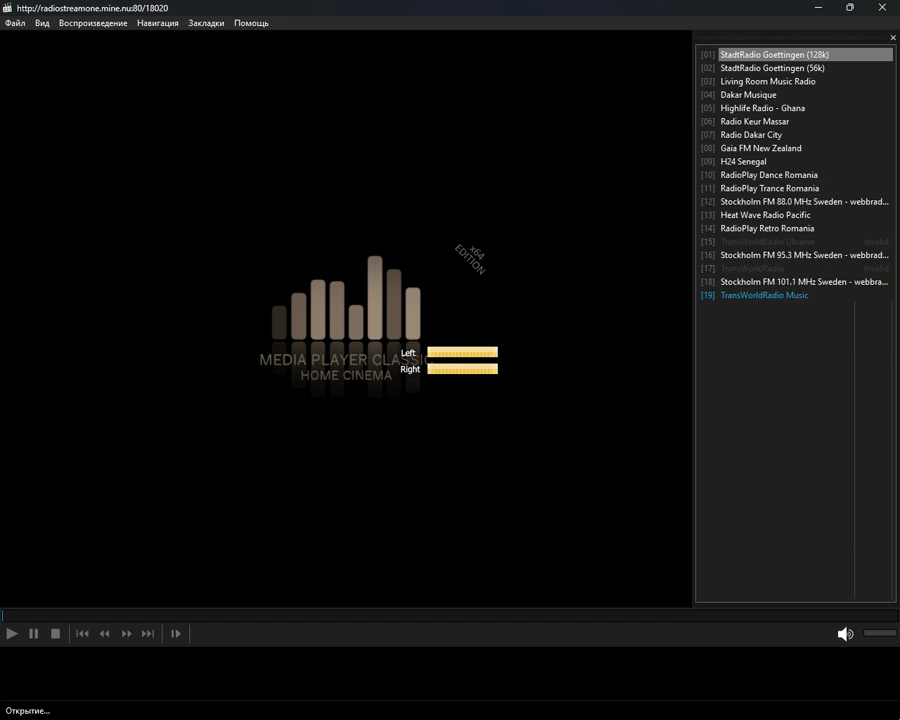 http://radiostreamone.mine.nu:80/18020
Файл Вид Воспроизведение Навигация Закладки Помощь
[01] StadtRadio Goettingen (128k)
[02] StadtRadio Goettingen (56k)
[03] Living Room Music Radio
[04] Dakar Musique
[05] Highlife Radio - Ghana
[06] Radio Keur Massar
[07] Radio Dakar City
[08] Gaia FM New Zealand
[09] H24 Senegal
[10] RadioPlay Dance Romania
[11] RadioPlay Trance Romania
[12] Stockholm FM 88.0 MHz Sweden - webbrad...
[13] Heat Wave Radio Pacific
[14] RadioPlay Retro Romania
[15] TransWorldRadio Ukraine Invalid
[16] Stockholm FM 95.3 MHz Sweden - webbrad...
[17] TransWorldRadio Invalid
[18] Stockholm FM 101.1 MHz Sweden - webbra...
[19] TransWorldRadio Music
x64
EDITION
MEDIA PLAYER CLASSIC
HOME CINEMA
Left
Right
Открытие...